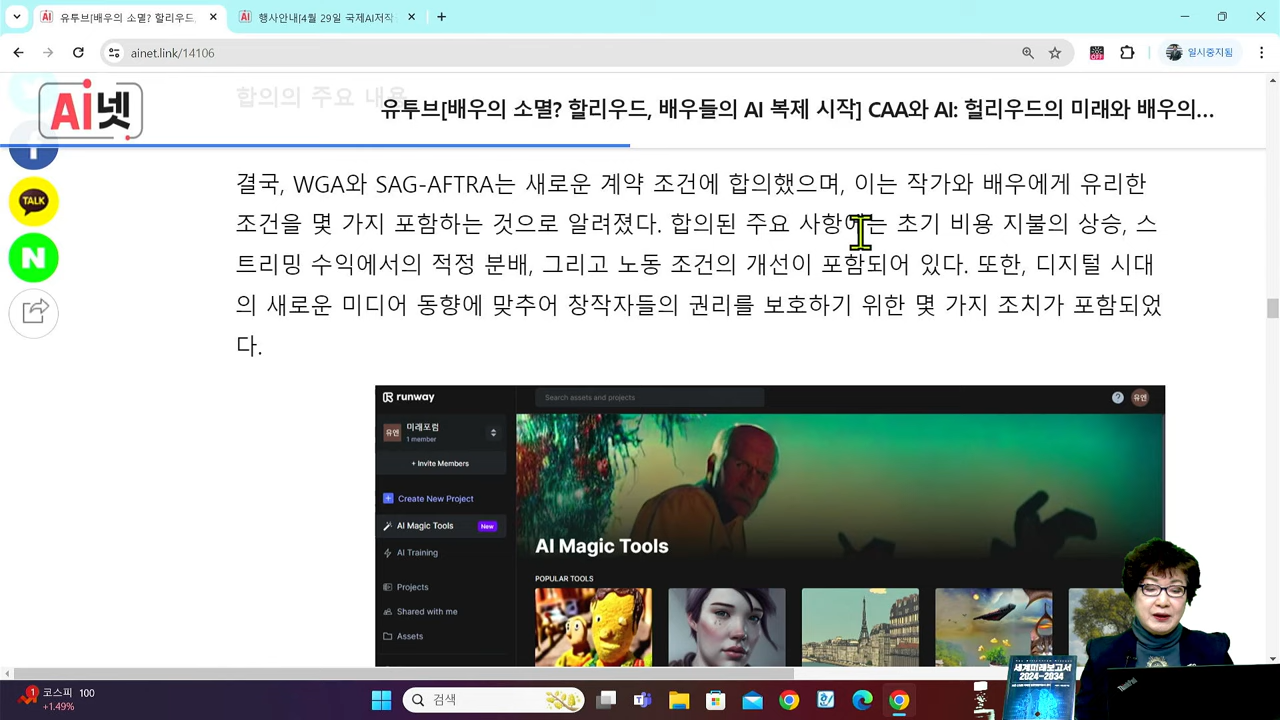 유투브[배우의 소멸? 할리우드,
행사안내[4월 29일 국제AI저작
ainet.link/14106
OFF
일시중지됨
합의의 주요 내용
Ai넷
유투브[배우의 소멸? 할리우드, 배우들의 AI 복제 시작] CAA와 AI: 헐리우드의 미래와 배우의...
f
TALK
N
결국, WGA와 SAG-AFTRA는 새로운 계약 조건에 합의했으며, 이는 작가와 배우에게 유리한
조건을 몇 가지 포함하는 것으로 알려졌다. 합의된 주요 사항에는 초기 비용 지불의 상승, 스
트리밍 수익에서의 적정 분배, 그리고 노동 조건의 개선이 포함되어 있다. 또한, 디지털 시대
의 새로운 미디어 동향에 맞추어 창작자들의 권리를 보호하기 위한 몇 가지 조치가 포함되었
다.
runway
Search assets and projects
?
유엔
유엔
미래포럼
1 member
+ Invite Members
Create New Project
AI Magic Tools
New
AI Training
Projects
Shared with me
Assets
AI Magic Tools
POPULAR TOOLS
세계미래보고서
2024-2034
ThinkPad
1
코스피 100
+1.49%
검색